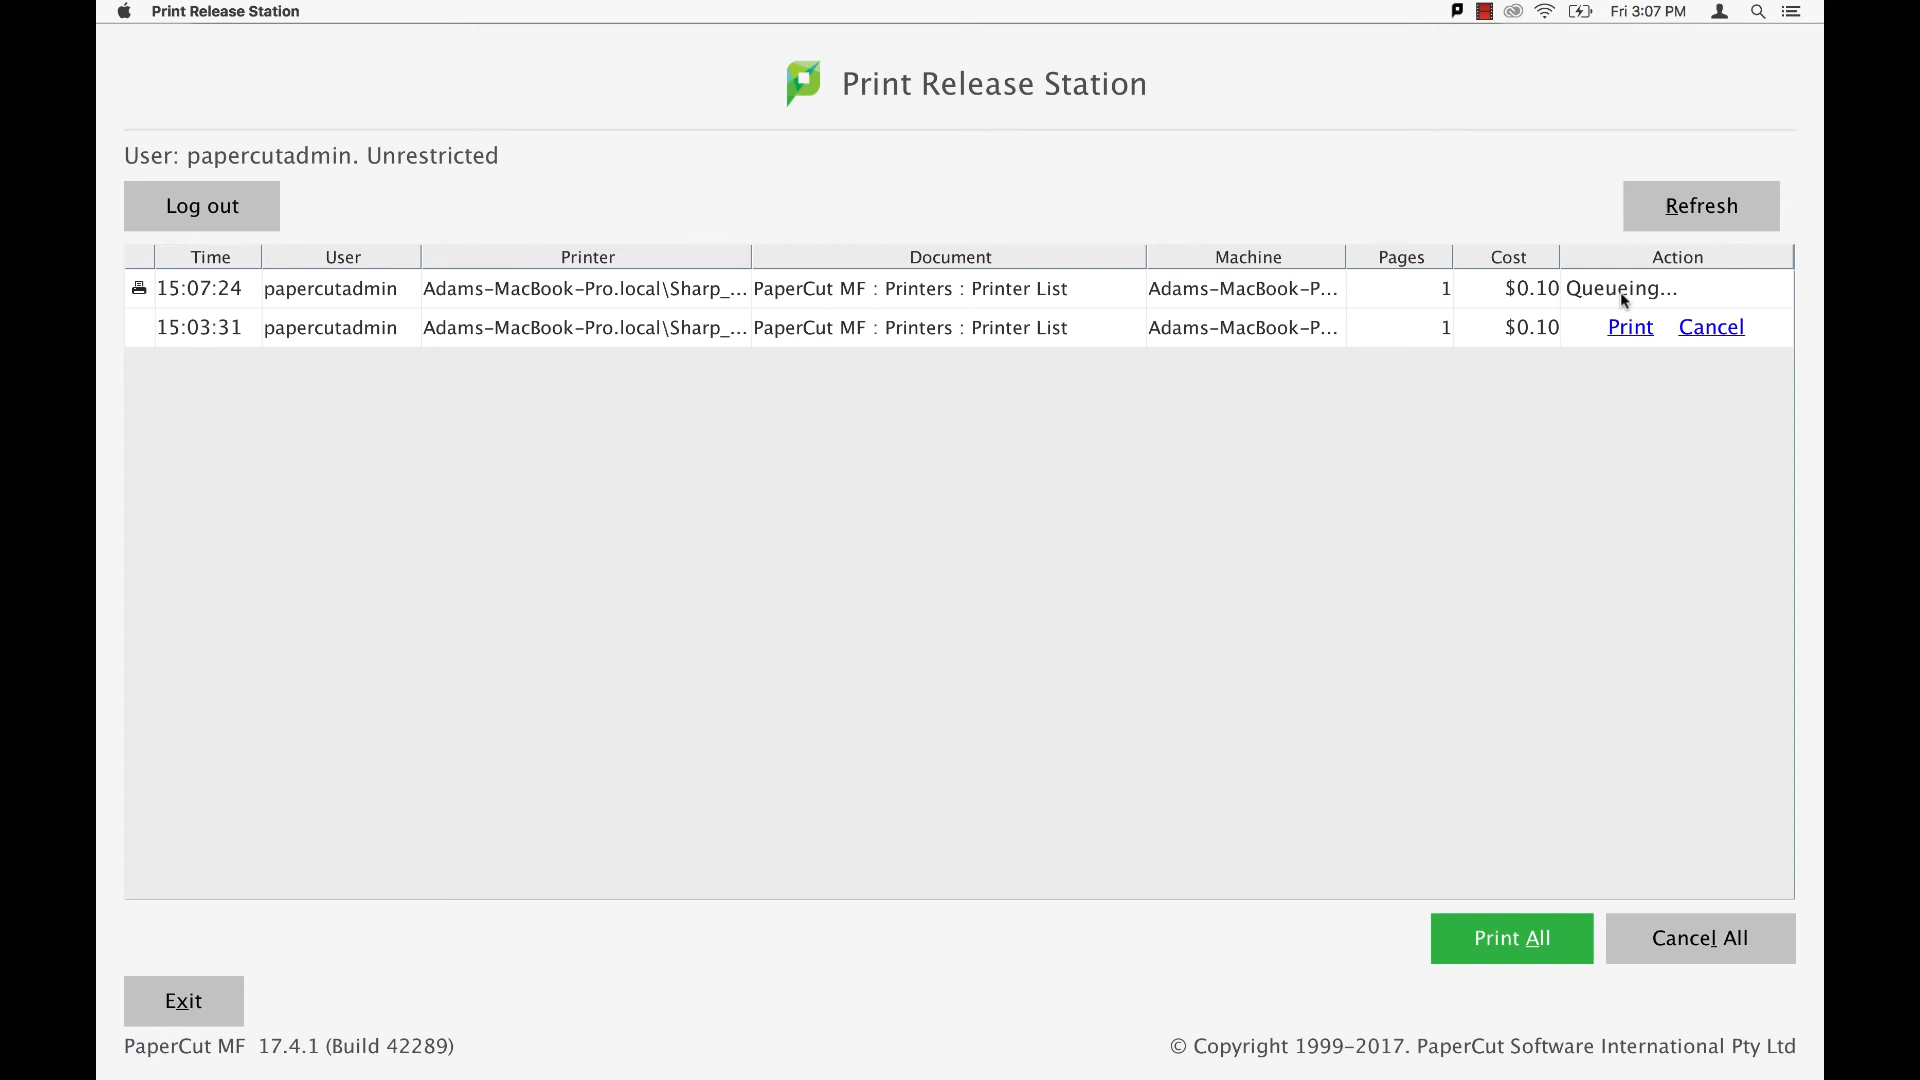 Print Release Station Fri 3:07 PM
Print Release Station
User: papercutadmin. Unrestricted
Log out Refresh
Time User Printer Document Machine Pages Cost Action
15:07:24 papercutadmin Adams-MacBook-Pro.local\Sharp_... PaperCut MF : Printers : Printer List Adams-MacBook-P... 1 $0.10 Queueing...
15:03:31 papercutadmin Adams-MacBook-Pro.local\Sharp_... PaperCut MF : Printers : Printer List Adams-MacBook-P... 1 $0.10 Print Cancel
Print All Cancel All
Exit
PaperCut MF 17.4.1 (Build 42289) © Copyright 1999-2017. PaperCut Software International Pty Ltd